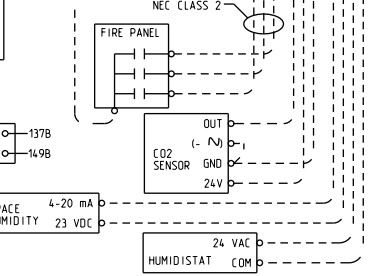 NEC CLASS 2
FIRE PANEL
137B
149B
OUT
(- ~)
CO2
SENSOR
GND
24V
4-20 mA
23 VDC
24 VAC
HUMIDISTAT
COM